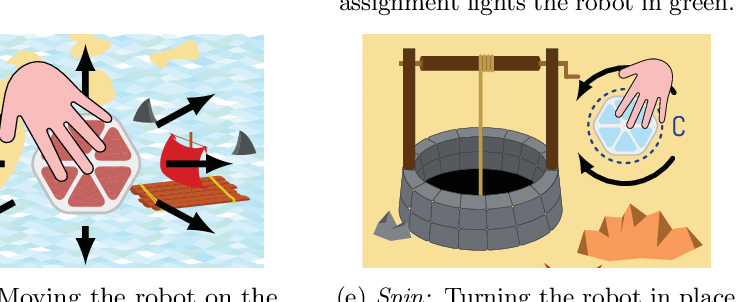 assignment lights the robot in green.
C
Moving the robot on the
(e) Spin: Turning the robot in place